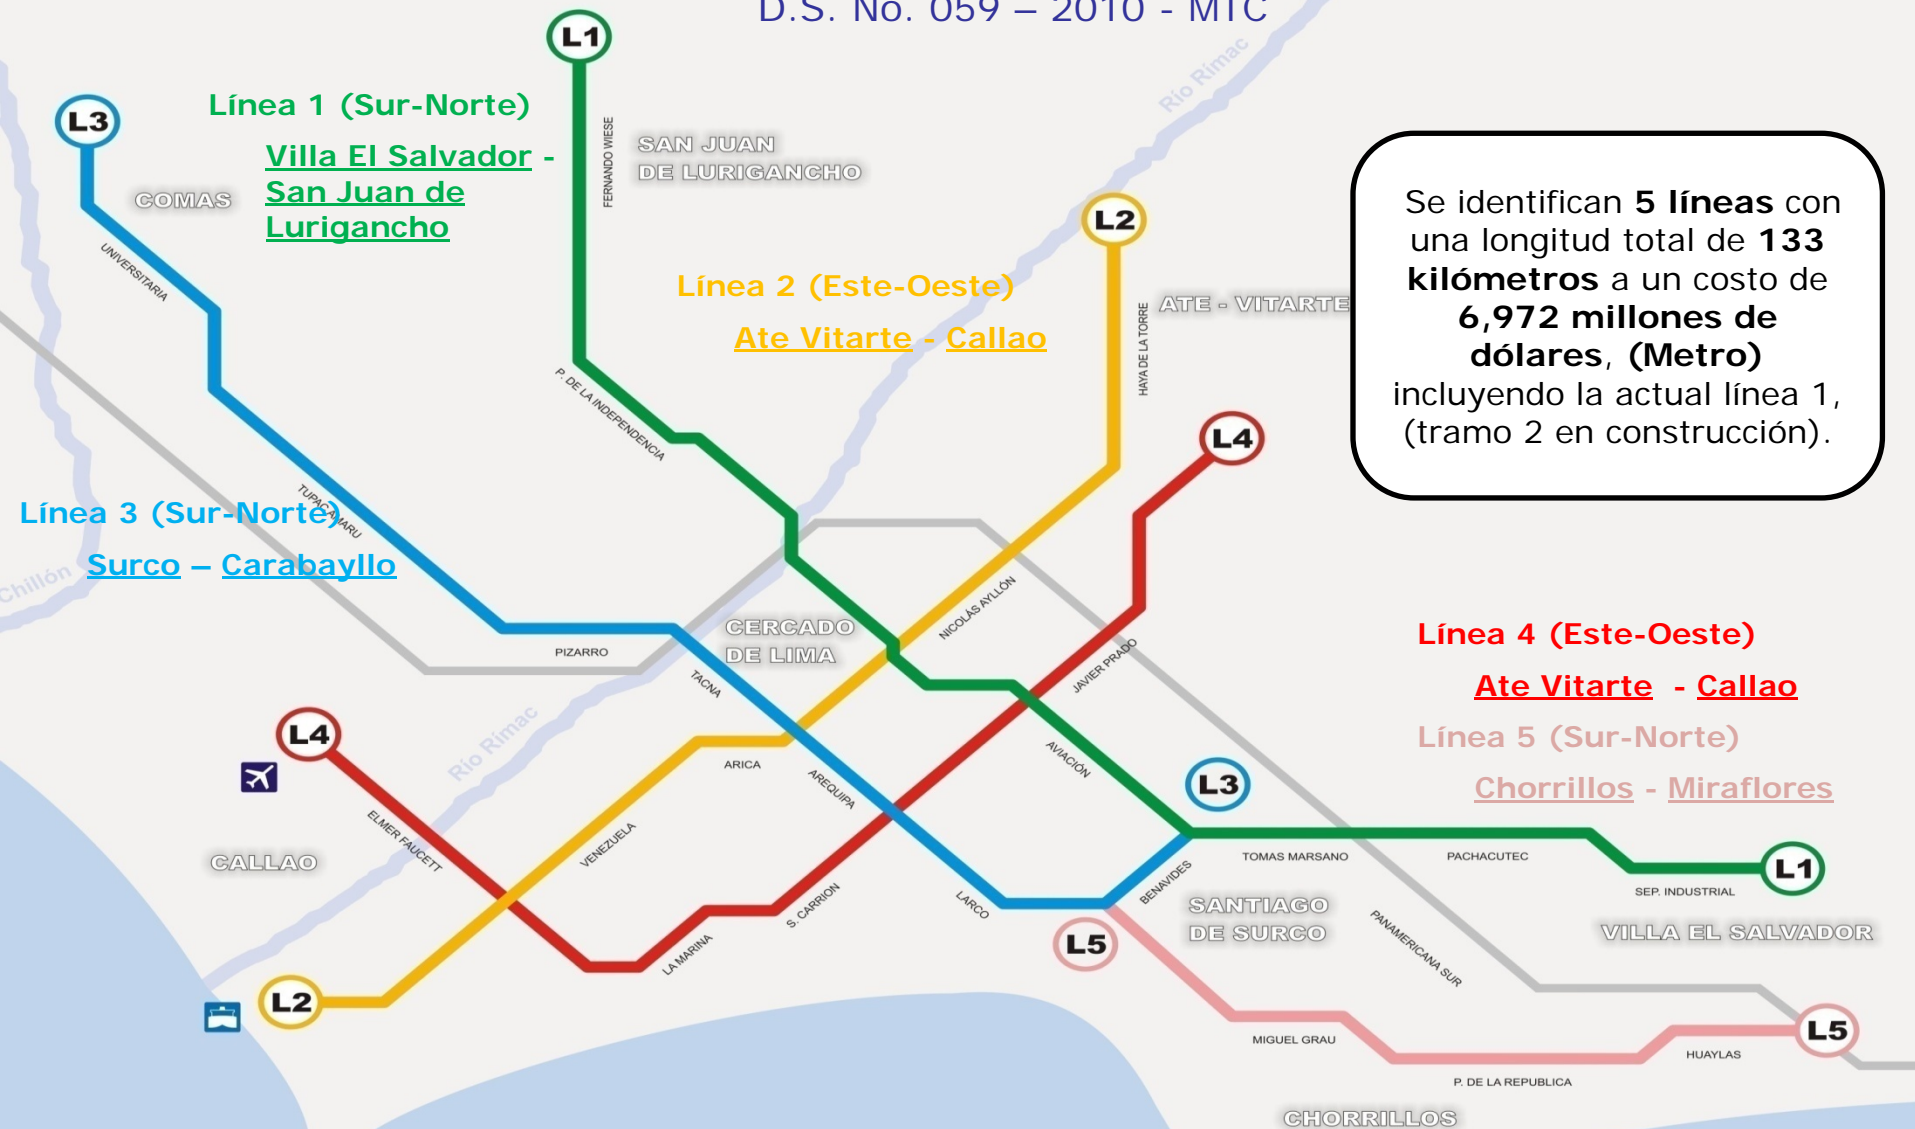 D.S. No. 059 – 2010 - MTC
L1
Río Rímac
Línea 1 (Sur-Norte)
Villa El Salvador -
San Juan de
Lurigancho
L3
COMAS
UNIVERSITARIA
FERNANDO WIESE
SAN JUAN
DE LURIGANCHO
L2
Línea 2 (Este-Oeste)
Ate Vitarte - Callao
HAYA DE LA TORRE
ATE - VITARTE
Se identifican 5 líneas con
una longitud total de 133
kilómetros a un costo de
6,972 millones de
dólares, (Metro)
incluyendo la actual línea 1,
(tramo 2 en construcción).
P. DE LA INDEPENDENCIA
L4
TUPAC AMARU
Línea 3 (Sur-Norte)
Surco – Carabayllo
Chillón
NICOLÁS AYLLÓN
CERCADO
DE LIMA
PIZARRO
TACNA
JAVIER PRADO
Línea 4 (Este-Oeste)
Ate Vitarte - Callao
Línea 5 (Sur-Norte)
Chorrillos - Miraflores
L4
Río Rímac
ARICA
AREQUIPA
AVIACIÓN
L3
ELMER FAUCETT
VENEZUELA
CALLAO
TOMAS MARSANO
PACHACUTEC
L1
SEP. INDUSTRIAL
S. CARRION
LARCO
BENAVIDES
SANTIAGO
DE SURCO
VILLA EL SALVADOR
LA MARINA
L5
PANAMERICANA SUR
L2
MIGUEL GRAU
L5
HUAYLAS
P. DE LA REPUBLICA
CHORRILLOS